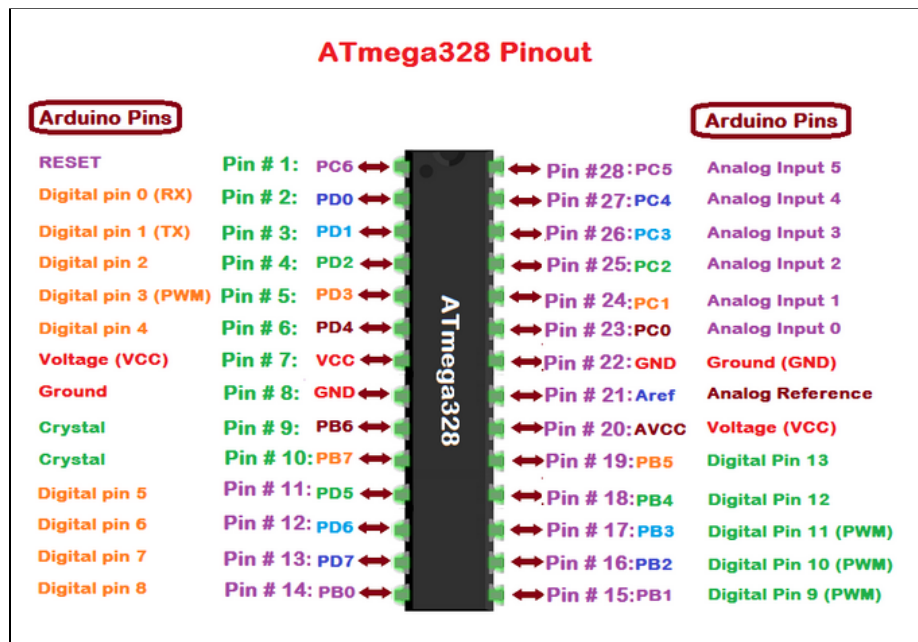 ATmega328 Pinout
Arduino Pins
Arduino Pins
RESET Pin # 1: PC6 Pin #28: PC5 Analog Input 5
Digital pin 0 (RX) Pin # 2: PD0 Pin #27: PC4 Analog Input 4
Digital pin 1 (TX) Pin # 3: PD1 Pin #26: PC3 Analog Input 3
Digital pin 2 Pin # 4: PD2 Pin #25: PC2 Analog Input 2
Digital pin 3 (PWM) Pin # 5: PD3 Pin #24: PC1 Analog Input 1
Digital pin 4 Pin # 6: PD4 Pin #23: PC0 Analog Input 0
Voltage (VCC) Pin # 7: VCC Pin #22: GND Ground (GND)
Ground Pin # 8: GND Pin #21: Aref Analog Reference
Crystal Pin # 9: PB6 Pin #20: AVCC Voltage (VCC)
Crystal Pin # 10: PB7 Pin #19: PB5 Digital Pin 13
Digital pin 5 Pin # 11: PD5 Pin #18: PB4 Digital Pin 12
Digital pin 6 Pin # 12: PD6 Pin #17: PB3 Digital Pin 11 (PWM)
Digital pin 7 Pin # 13: PD7 Pin #16: PB2 Digital Pin 10 (PWM)
Digital pin 8 Pin # 14: PB0 Pin #15: PB1 Digital Pin 9 (PWM)
ATmega328